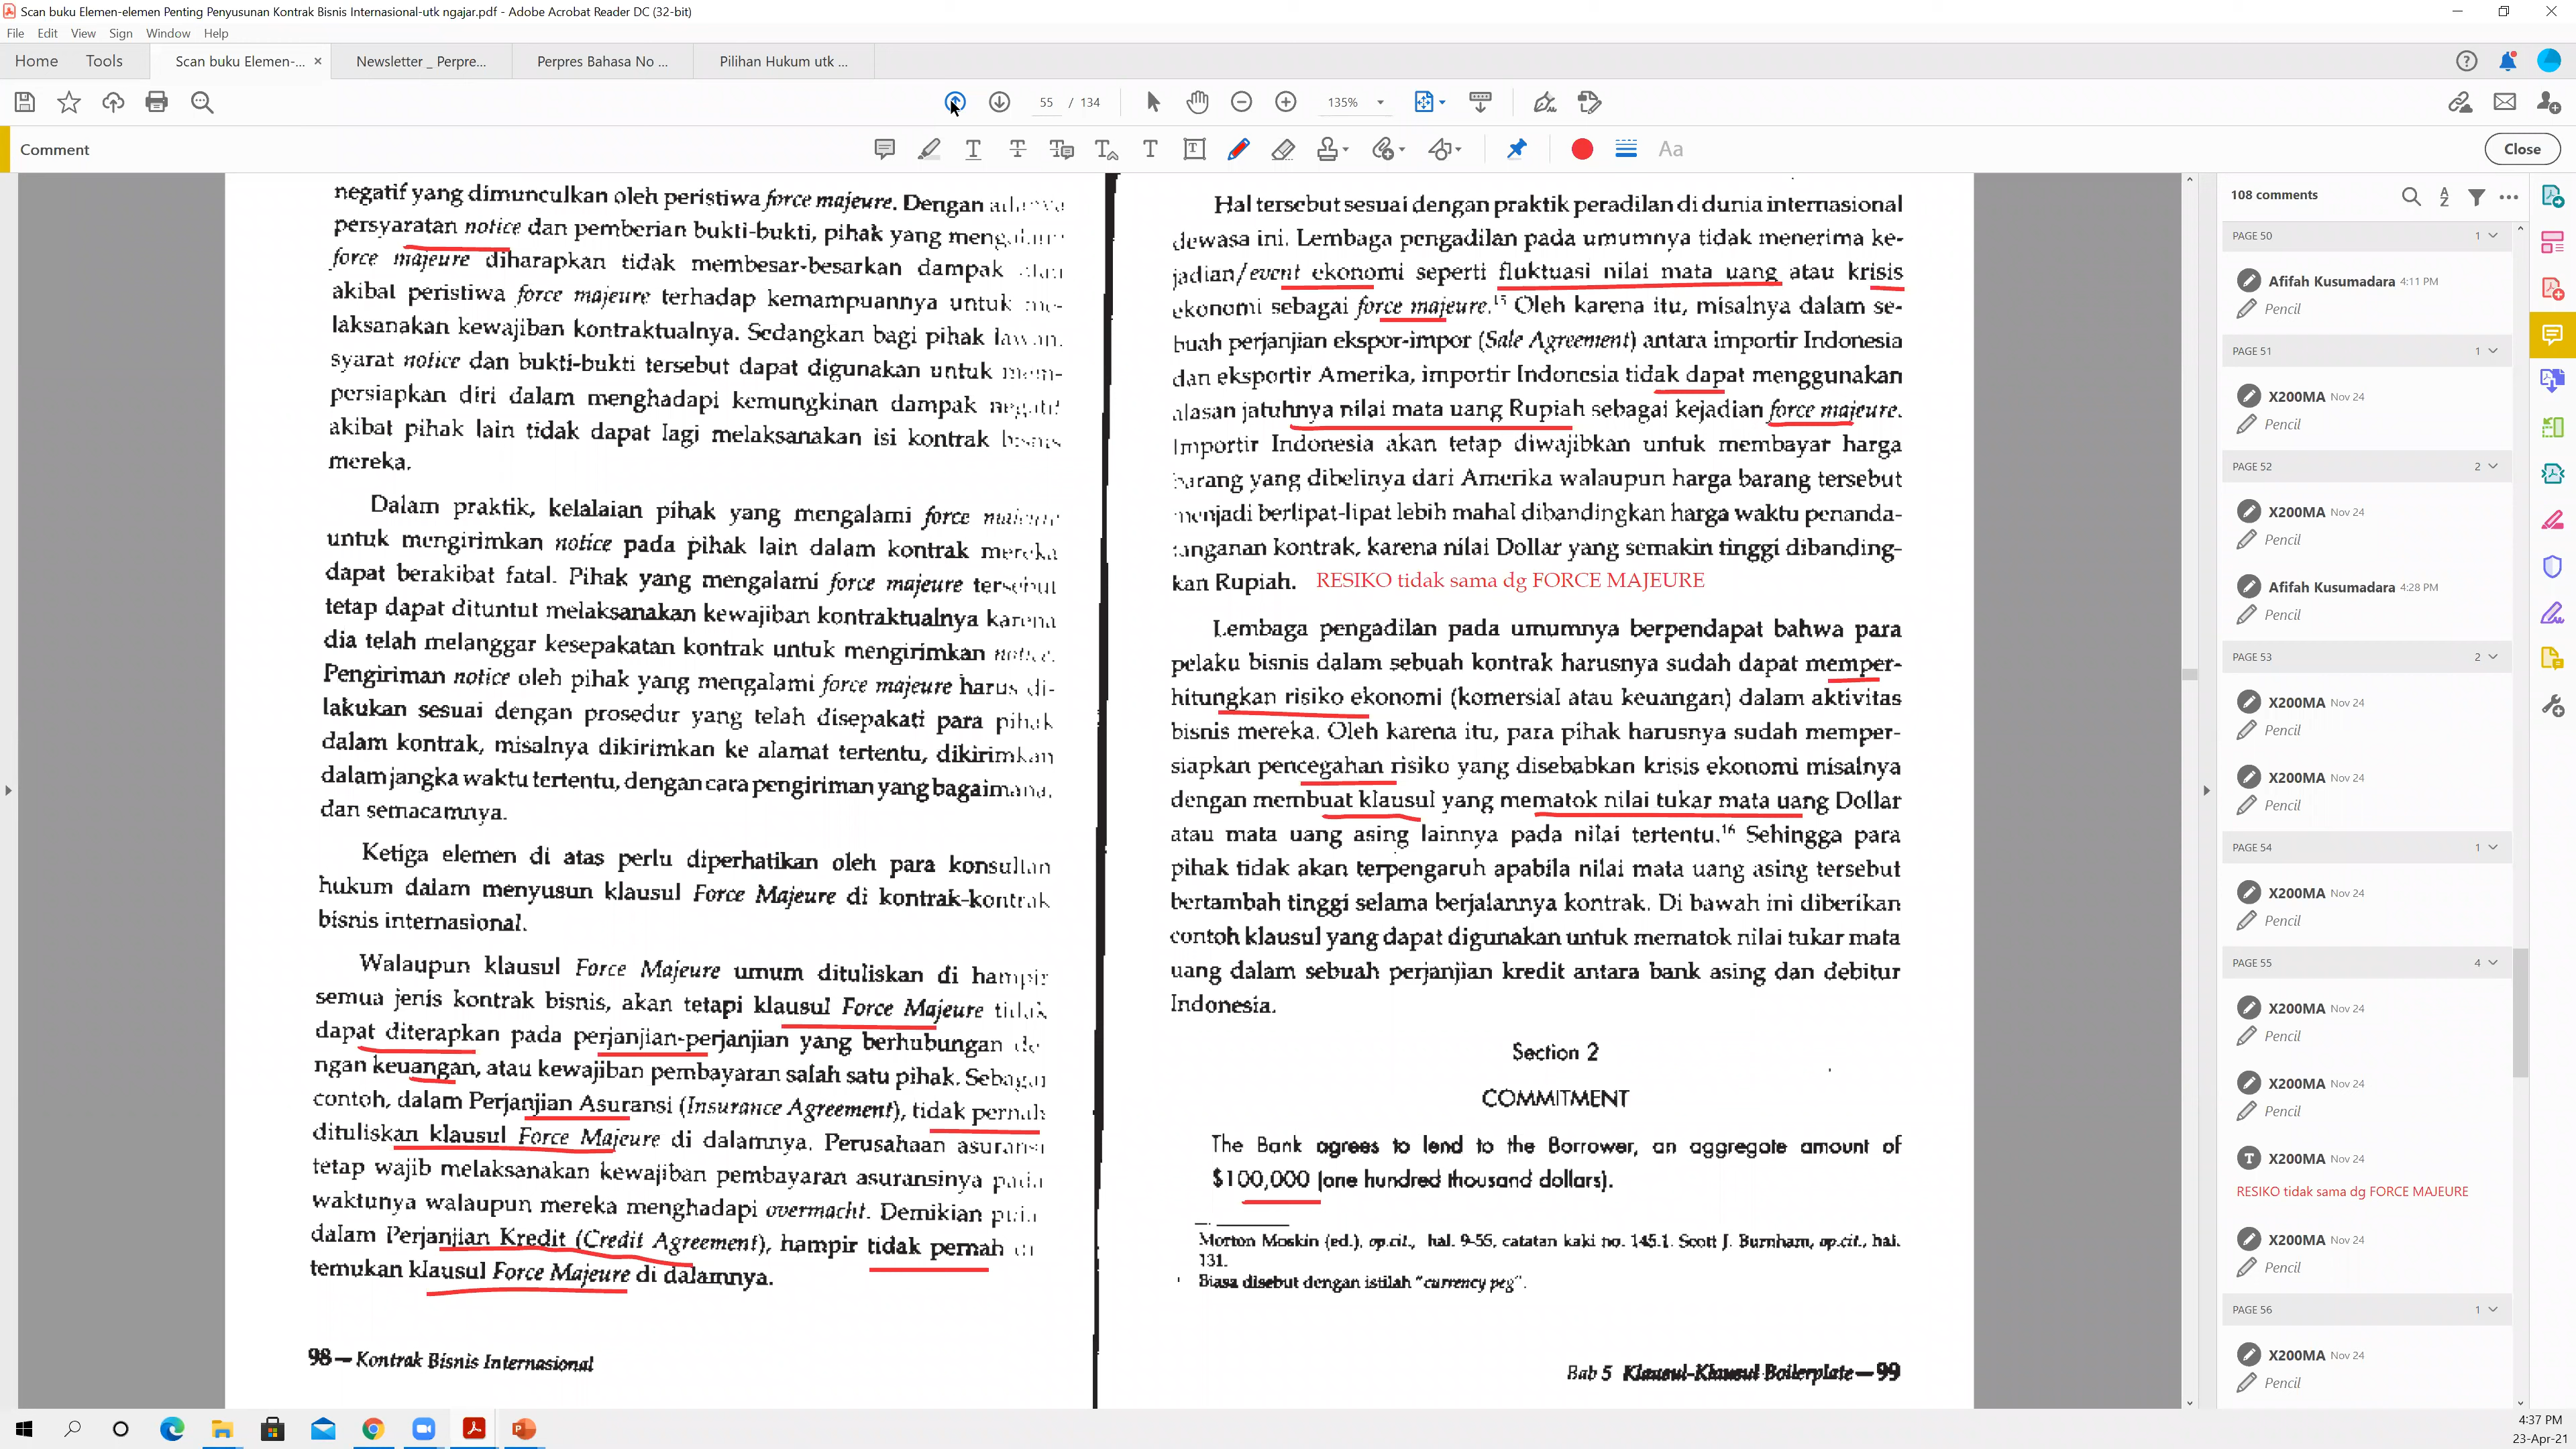 Scan buku Elemen-elemen Penting Penyusunan Kontrak Bisnis Internasional-utk ngajar.pdf - Adobe Acrobat Reader DC (32-bit)
File Edit View Sign Window Help
Home Tools Scan buku Elemen-... × Newsletter _ Perpre... Perpres Bahasa No ... Pilihan Hukum utk ...
55 / 134 135%
Comment Aa Close
negatif yang dimunculkan oleh peristiwa force majeure. Dengan
persyaratan notice dan pemberian bukti-bukti, pihak yang
force majeure diharapkan tidak membesar-besarkan dampak
akibat peristiwa force majeure terhadap kemampuannya untuk me-
laksanakan kewajiban kontraktualnya. Sedangkan bagi pihak lawan,
syarat notice dan bukti-bukti tersebut dapat digunakan untuk mem-
persiapkan diri dalam menghadapi kemungkinan dampak negatif
akibat pihak lain tidak dapat lagi melaksanakan isi kontrak bisnis
mereka.
Dalam praktik, kelalaian pihak yang mengalami force majeure
untuk mengirimkan notice pada pihak lain dalam kontrak mereka
dapat berakibat fatal. Pihak yang mengalami force majeure tersebut
tetap dapat dituntut melaksanakan kewajiban kontraktualnya karena
dia telah melanggar kesepakatan kontrak untuk mengirimkan notice.
Pengiriman notice oleh pihak yang mengalami force majeure harus di-
lakukan sesuai dengan prosedur yang telah disepakati para pihak
dalam kontrak, misalnya dikirimkan ke alamat tertentu, dikirimkan
dalam jangka waktu tertentu, dengan cara pengiriman yang bagaimana,
dan semacamnya.
Ketiga elemen di atas perlu diperhatikan oleh para konsultan
hukum dalam menyusun klausul Force Majeure di kontrak-kontrak
bisnis internasional.
Walaupun klausul Force Majeure umum dituliskan di hampir
semua jenis kontrak bisnis, akan tetapi klausul Force Majeure tidak
dapat diterapkan pada perjanjian-perjanjian yang berhubungan de-
ngan keuangan, atau kewajiban pembayaran salah satu pihak. Sebagai
contoh, dalam Perjanjian Asuransi (Insurance Agreement), tidak pernah
dituliskan klausul Force Majeure di dalamnya. Perusahaan asuransi
tetap wajib melaksanakan kewajiban pembayaran asuransinya pada
waktunya walaupun mereka menghadapi overmacht. Demikian pula
dalam Perjanjian Kredit (Credit Agreement), hampir tidak pernah di
temukan klausul Force Majeure di dalamnya.
98 — Kontrak Bisnis Internasional
Hal tersebut sesuai dengan praktik peradilan di dunia internasional
dewasa ini. Lembaga pengadilan pada umumnya tidak menerima ke-
jadian/event ekonomi seperti fluktuasi nilai mata uang atau krisis
ekonomi sebagai force majeure.15 Oleh karena itu, misalnya dalam se-
buah perjanjian ekspor-impor (Sale Agreement) antara importir Indonesia
dan eksportir Amerika, importir Indonesia tidak dapat menggunakan
alasan jatuhnya nilai mata uang Rupiah sebagai kejadian force majeure.
Importir Indonesia akan tetap diwajibkan untuk membayar harga
barang yang dibelinya dari Amerika walaupun harga barang tersebut
menjadi berlipat-lipat lebih mahal dibandingkan harga waktu penanda-
tanganan kontrak, karena nilai Dollar yang semakin tinggi dibanding-
kan Rupiah. RESIKO tidak sama dg FORCE MAJEURE
Lembaga pengadilan pada umumnya berpendapat bahwa para
pelaku bisnis dalam sebuah kontrak harusnya sudah dapat memper-
hitungkan risiko ekonomi (komersial atau keuangan) dalam aktivitas
bisnis mereka. Oleh karena itu, para pihak harusnya sudah memper-
siapkan pencegahan risiko yang disebabkan krisis ekonomi misalnya
dengan membuat klausul yang mematok nilai tukar mata uang Dollar
atau mata uang asing lainnya pada nilai tertentu.16 Sehingga para
pihak tidak akan terpengaruh apabila nilai mata uang asing tersebut
bertambah tinggi selama berjalannya kontrak. Di bawah ini diberikan
contoh klausul yang dapat digunakan untuk mematok nilai tukar mata
uang dalam sebuah perjanjian kredit antara bank asing dan debitur
Indonesia.
Section 2
COMMITMENT
The Bank agrees to lend to the Borrower, an aggregate amount of
$100,000 (one hundred thousand dollars).
Morton Moskin (ed.), op.cit., hal. 9-55, catatan kaki no. 145.1. Scott J. Burnham, op.cit., hal.
131.
Biasa disebut dengan istilah "currency peg".
Bab 5 Klausul-Klausul Boilerplate — 99
108 comments
PAGE 50 1
Afifah Kusumadara 4:11 PM
Pencil
PAGE 51 1
X200MA Nov 24
Pencil
PAGE 52 2
X200MA Nov 24
Pencil
Afifah Kusumadara 4:28 PM
Pencil
PAGE 53 2
X200MA Nov 24
Pencil
X200MA Nov 24
Pencil
PAGE 54 1
X200MA Nov 24
Pencil
PAGE 55 4
X200MA Nov 24
Pencil
X200MA Nov 24
Pencil
X200MA Nov 24
RESIKO tidak sama dg FORCE MAJEURE
X200MA Nov 24
Pencil
PAGE 56 1
X200MA Nov 24
Pencil
4:37 PM
23-Apr-21